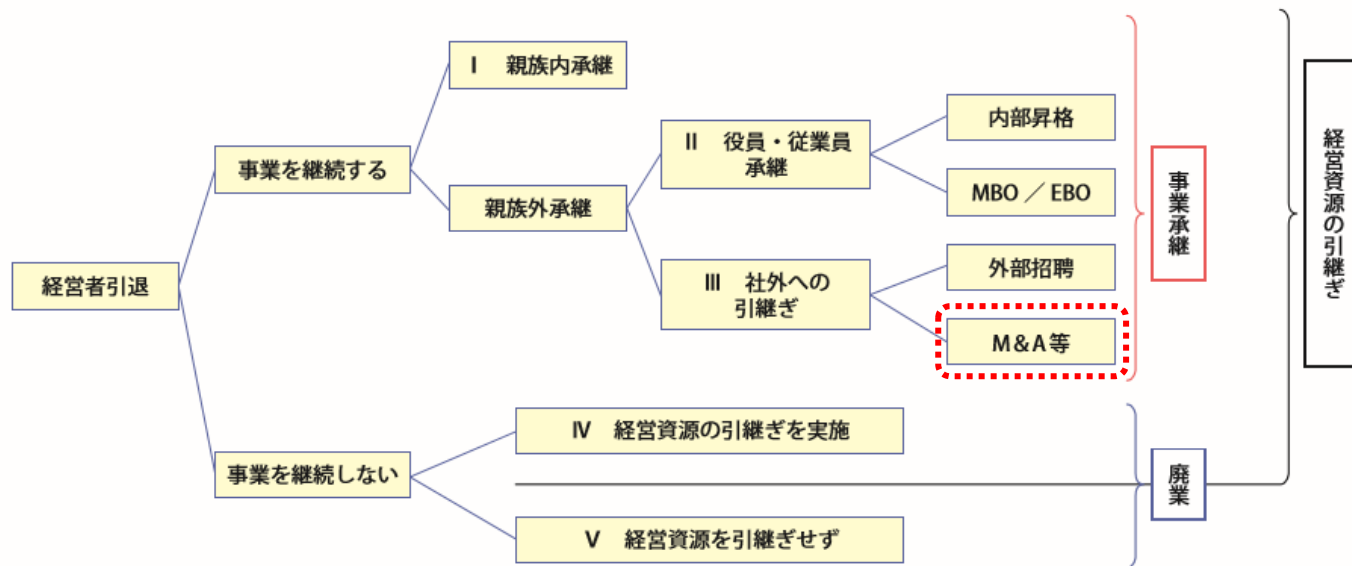 経営者引退
事業を継続する
事業を継続しない
Ⅰ 親族内承継
親族外承継
Ⅱ 役員・従業員
承継
Ⅲ 社外への
引継ぎ
内部昇格
MBO ／ EBO
外部招聘
M&A等
Ⅳ 経営資源の引継ぎを実施
Ⅴ 経営資源を引継ぎせず
事業承継
廃業
経営資源の引継ぎ